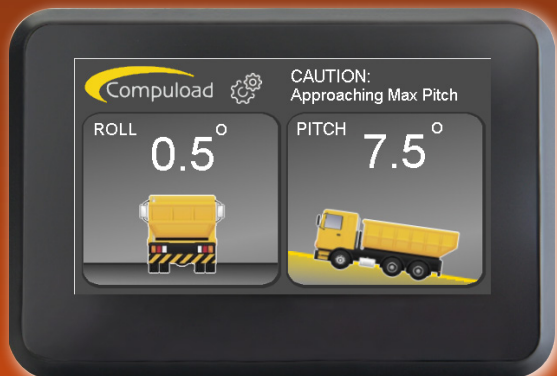 Compuload
CAUTION:
Approaching Max Pitch
ROLL
0.5°
PITCH
7.5°